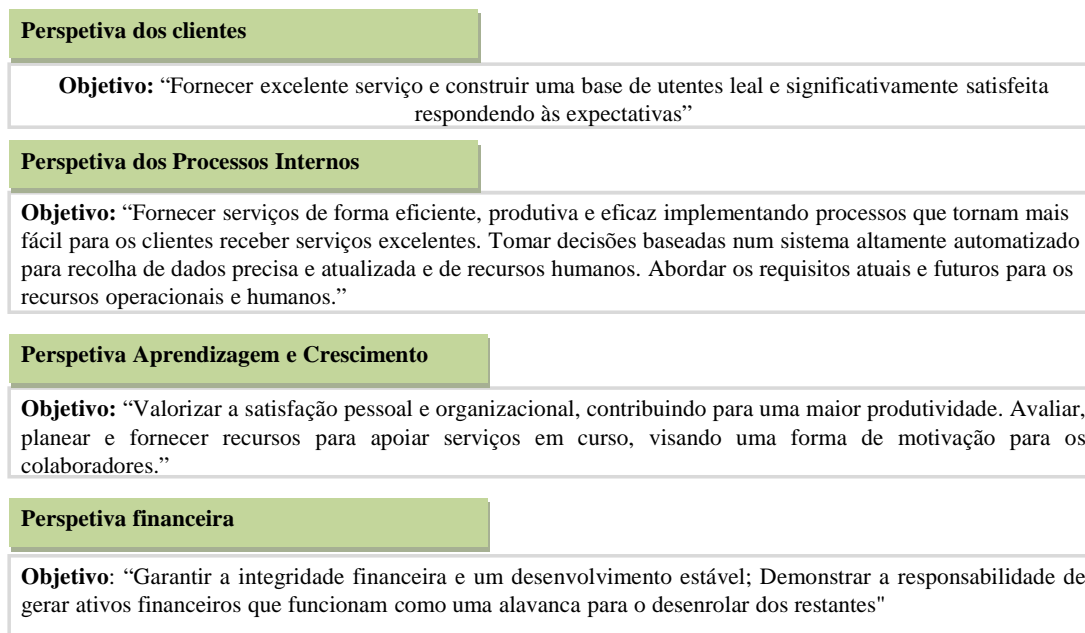 Perspetiva dos clientes
Objetivo: “Fornecer excelente serviço e construir uma base de utentes leal e significativamente satisfeita
respondendo às expectativas”
Perspetiva dos Processos Internos
Objetivo: “Fornecer serviços de forma eficiente, produtiva e eficaz implementando processos que tornam mais
fácil para os clientes receber serviços excelentes. Tomar decisões baseadas num sistema altamente automatizado
para recolha de dados precisa e atualizada e de recursos humanos. Abordar os requisitos atuais e futuros para os
recursos operacionais e humanos.”
Perspetiva Aprendizagem e Crescimento
Objetivo: “Valorizar a satisfação pessoal e organizacional, contribuindo para uma maior produtividade. Avaliar,
planear e fornecer recursos para apoiar serviços em curso, visando uma forma de motivação para os
colaboradores.”
Perspetiva financeira
Objetivo: “Garantir a integridade financeira e um desenvolvimento estável; Demonstrar a responsabilidade de
gerar ativos financeiros que funcionam como uma alavanca para o desenrolar dos restantes"